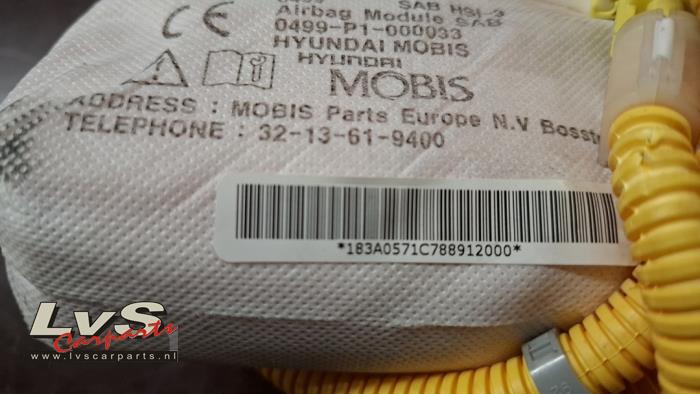 SAB HSI-3
Airbag Module SAB
0499-P1-000033
HYUNDAI MOBIS
HYUNDAI
MOBIS
ADDRESS : MOBIS Parts Europe N.V
TELEPHONE : 32-13-61-9400
*183A0571C788912000*
LvS
Carparts
www.lvscarparts.nl